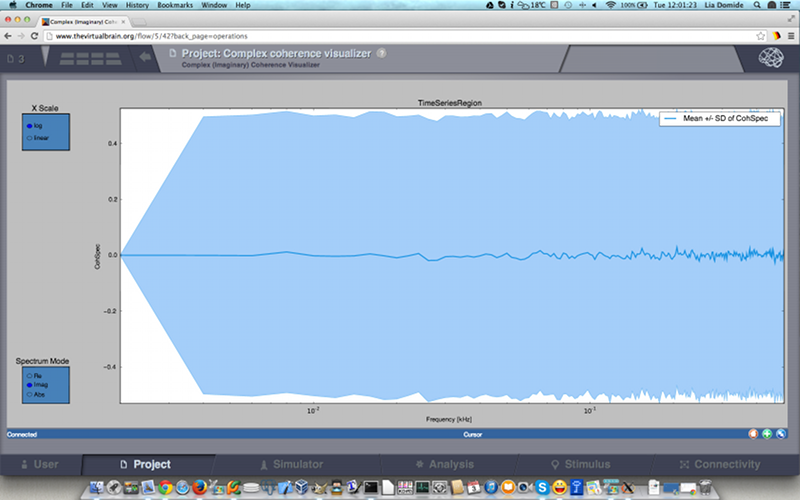 Chrome File Edit View History Bookmarks Window Help 18°C 100% Tue 12:01:23 Lia Domide
Complex (Imaginary) Cohe
www.thevirtualbrain.org/flow/5/427?back_page=operations
3
Project: Complex coherence visualizer ?
Complex (Imaginary) Coherence Visualizer
X Scale
log
linear
TimeSeriesRegion
Mean +/- SD of CohSpec
0.4
0.2
0.0
−0.2
−0.4
CohSpec
Spectrum Mode
Re
Imag
Abs
10⁻²
10⁻¹
Frequency [kHz]
Connected
Cursor
User
Project
Simulator
Analysis
Stimulus
Connectivity